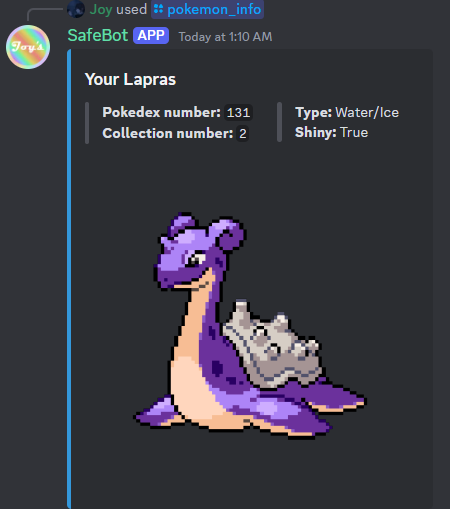 Joy used pokemon_info
Joy's
SafeBot APP Today at 1:10 AM
Your Lapras
Pokedex number: 131
Collection number: 2
Type: Water/Ice
Shiny: True